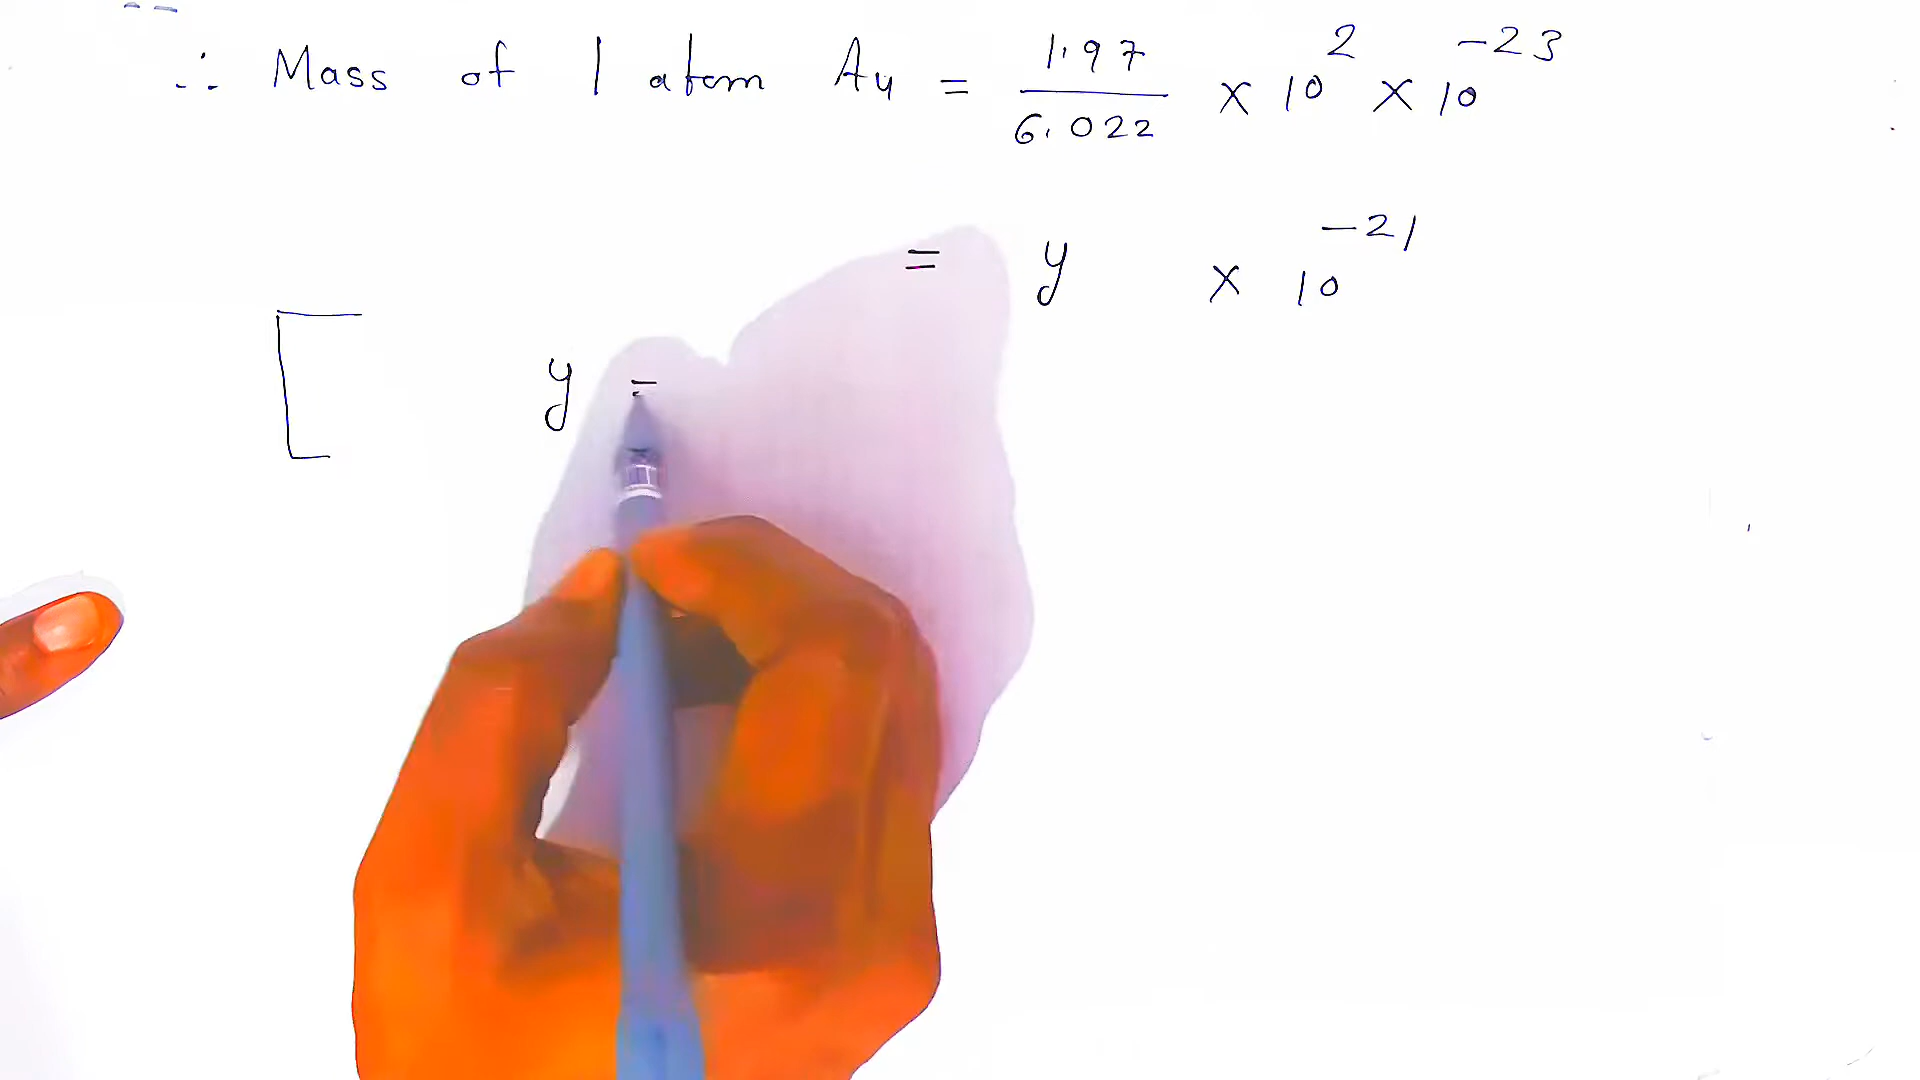 ∴ Mass of 1 atom Au = 1.97/6.022 × 10^2 × 10^-23
= y × 10^-21
[ y =